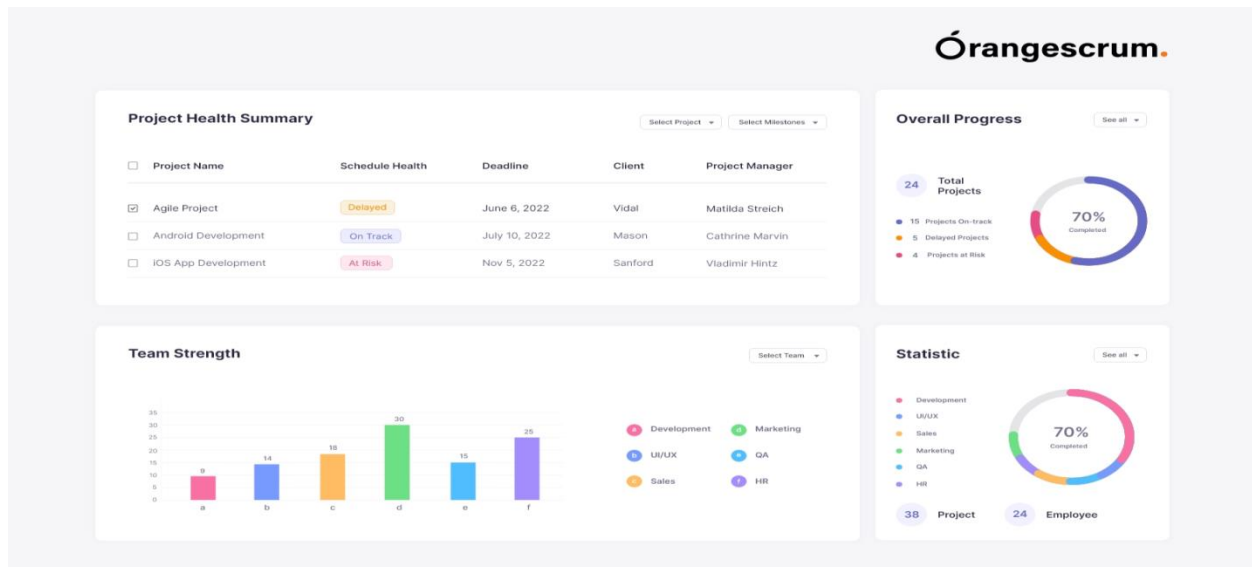 Órangescrum.
Project Health Summary
Select Project
Select Milestones
Project Name Schedule Health Deadline Client Project Manager
Agile Project Delayed June 6, 2022 Vidal Matilda Streich
Android Development On Track July 10, 2022 Mason Cathrine Marvin
iOS App Development At Risk Nov 5, 2022 Sanford Vladimir Hintz
Overall Progress
See all
24 Total Projects
15 Projects On-track
5 Delayed Projects
4 Projects at Risk
70%
Completed
Team Strength
Select Team
35
30
25
20
15
10
5
0
9
14
18
30
15
25
a b c d e f
a Development
b UI/UX
c Sales
d Marketing
e QA
f HR
Statistic
See all
Development
UI/UX
Sales
Marketing
QA
HR
70%
Completed
38 Project
24 Employee